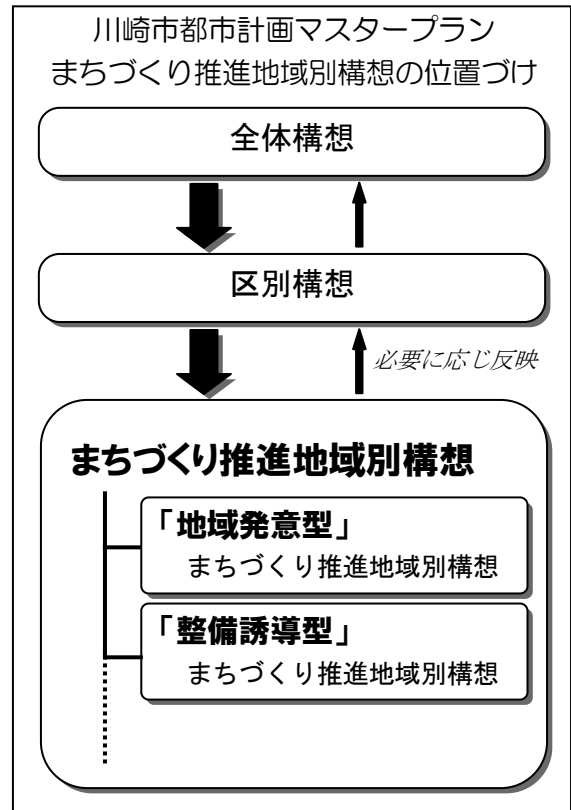 川崎市都市計画マスタープラン
まちづくり推進地域別構想の位置づけ
全体構想
区別構想
必要に応じ反映
まちづくり推進地域別構想
「地域発意型」
まちづくり推進地域別構想
「整備誘導型」
まちづくり推進地域別構想